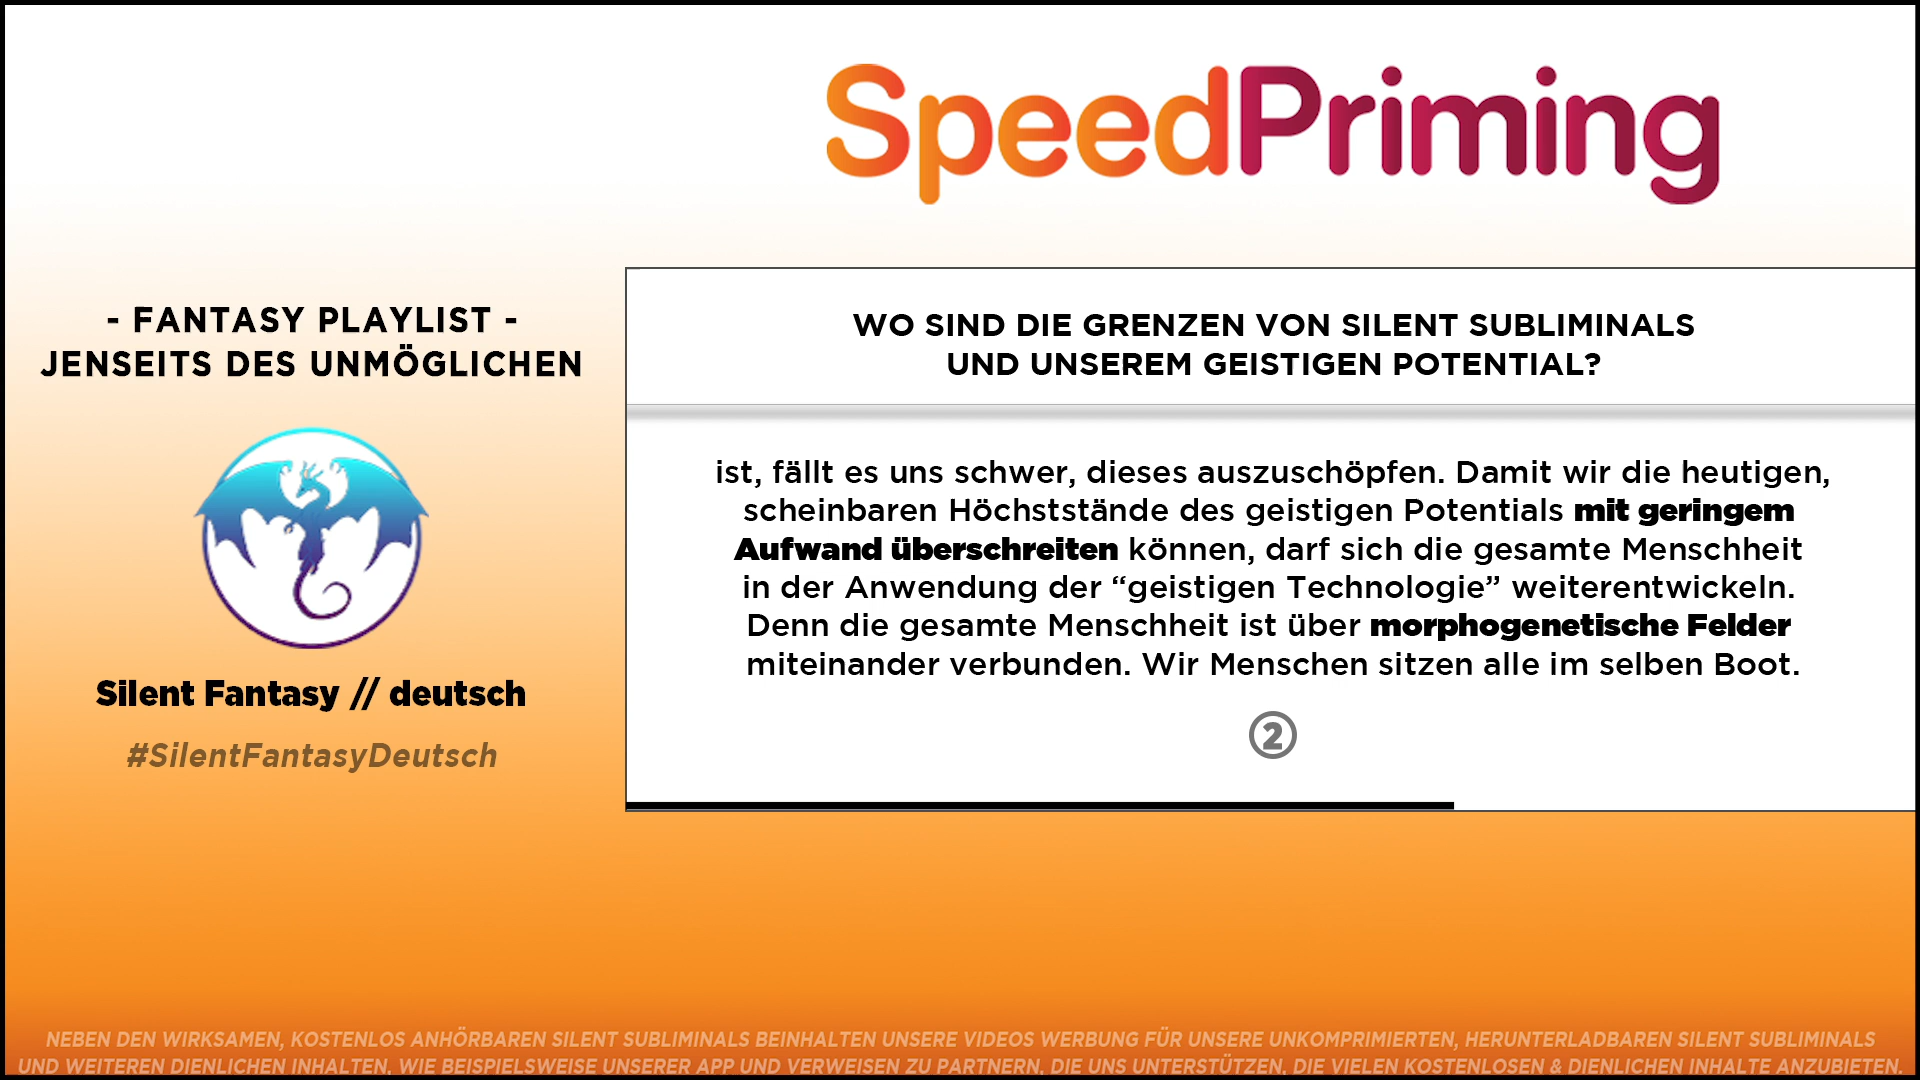 SpeedPriming
- FANTASY PLAYLIST -
JENSEITS DES UNMÖGLICHEN
Silent Fantasy // deutsch
#SilentFantasyDeutsch
WO SIND DIE GRENZEN VON SILENT SUBLIMINALS
UND UNSEREM GEISTIGEN POTENTIAL?
ist, fällt es uns schwer, dieses auszuschöpfen. Damit wir die heutigen,
scheinbaren Höchststände des geistigen Potentials mit geringem
Aufwand überschreiten können, darf sich die gesamte Menschheit
in der Anwendung der “geistigen Technologie” weiterentwickeln.
Denn die gesamte Menschheit ist über morphogenetische Felder
miteinander verbunden. Wir Menschen sitzen alle im selben Boot.
2
NEBEN DEN WIRKSAMEN, KOSTENLOS ANHÖRBAREN SILENT SUBLIMINALS BEINHALTEN UNSERE VIDEOS WERBUNG FÜR UNSERE UNKOMPRIMIERTEN, HERUNTERLADBAREN SILENT SUBLIMINALS
UND WEITEREN DIENLICHEN INHALTEN, WIE BEISPIELSWEISE UNSERER APP UND VERWEISEN ZU PARTNERN, DIE UNS UNTERSTÜTZEN, DIE VIELEN KOSTENLOSEN & DIENLICHEN INHALTE ANZUBIETEN.